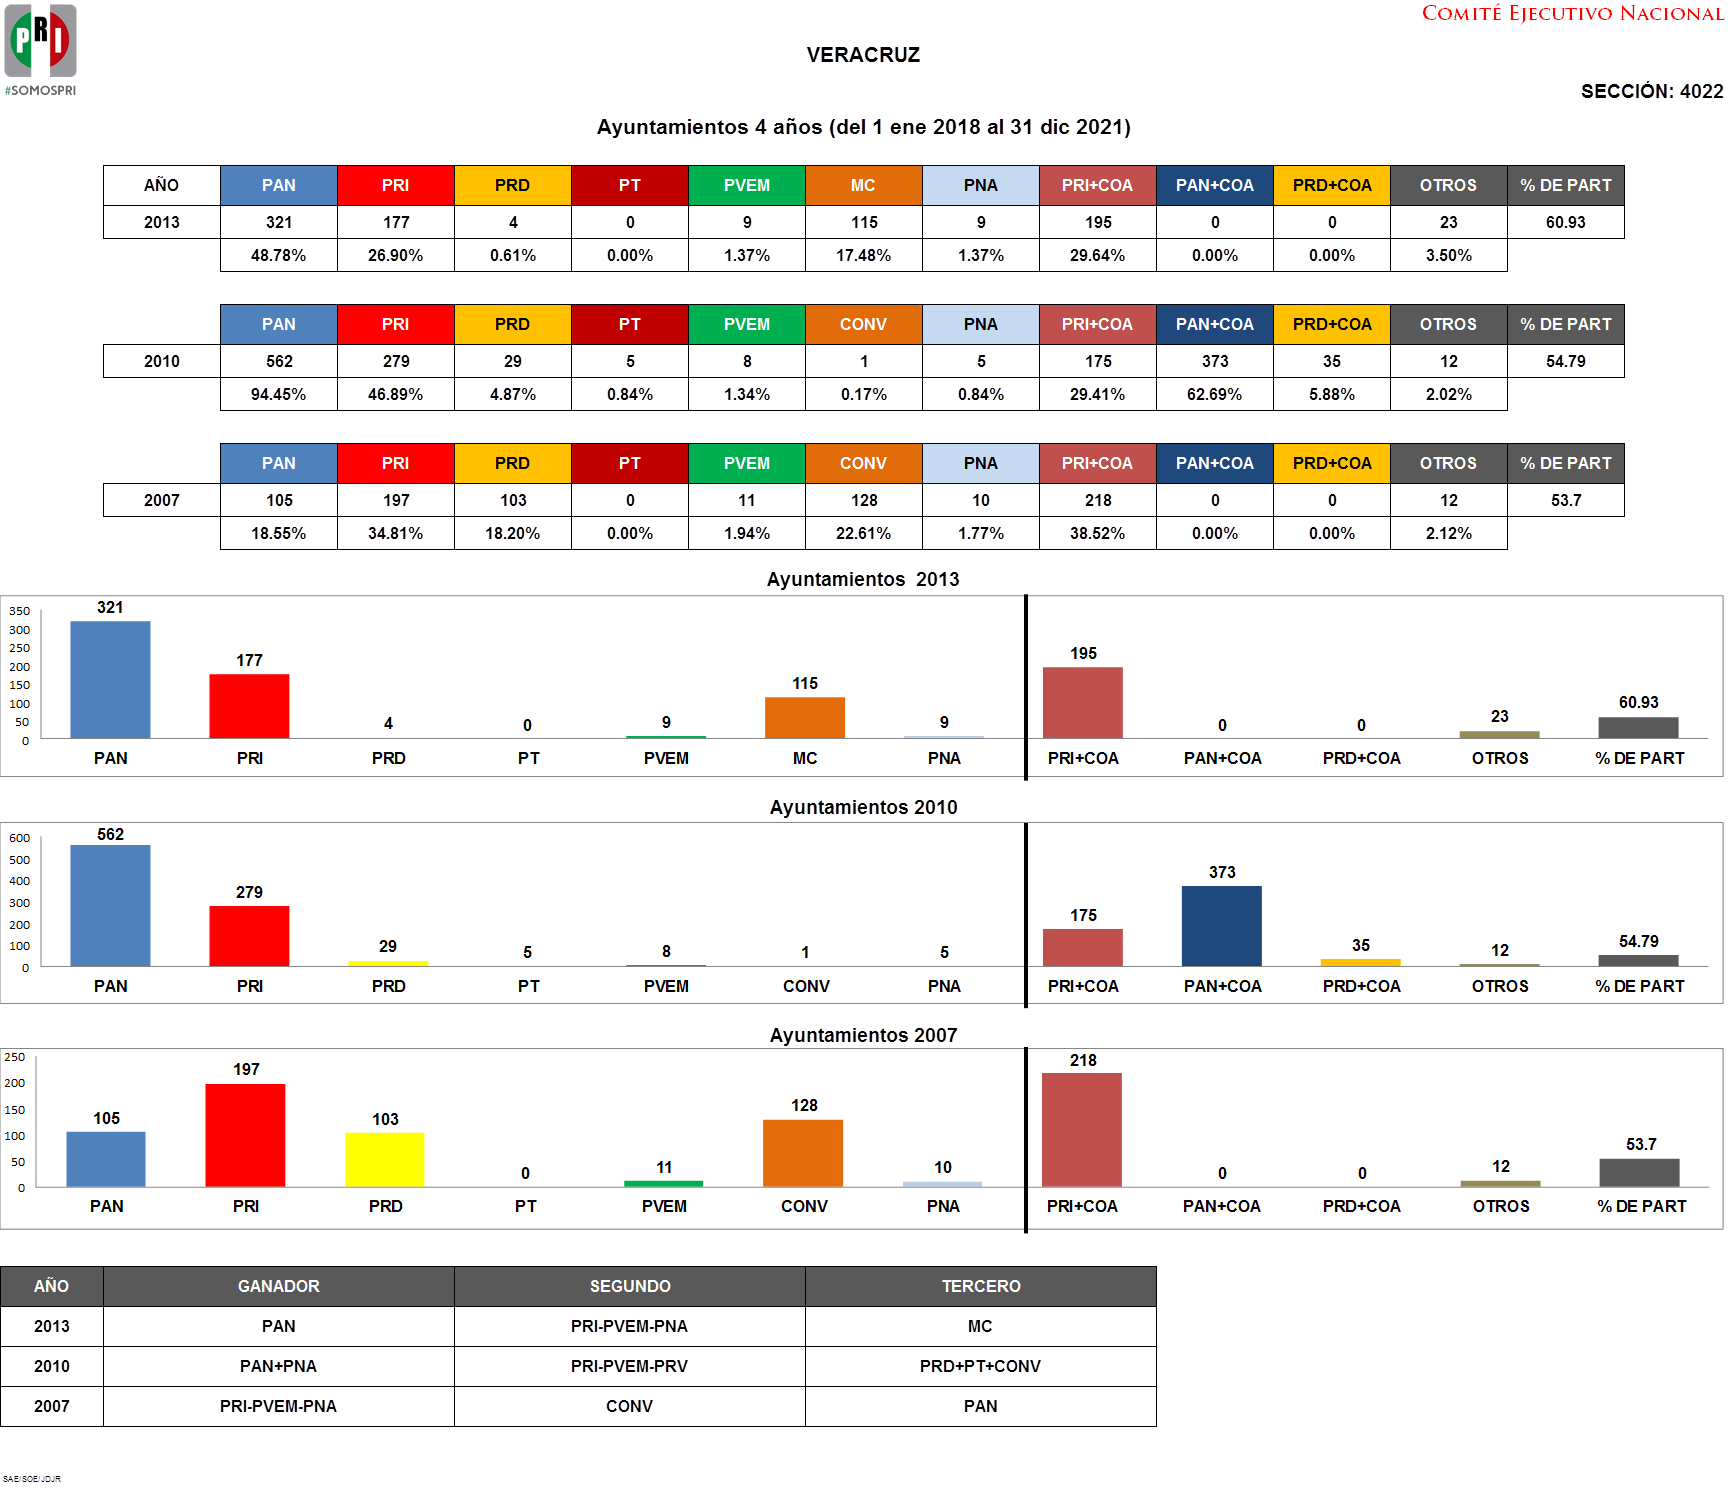 PRI
#SOMOSPRI
COMITÉ EJECUTIVO NACIONAL
VERACRUZ
SECCIÓN: 4022
Ayuntamientos 4 años (del 1 ene 2018 al 31 dic 2021)
AÑO PAN PRI PRD PT PVEM MC PNA PRI+COA PAN+COA PRD+COA OTROS % DE PART
2013 321 177 4 0 9 115 9 195 0 0 23 60.93
48.78% 26.90% 0.61% 0.00% 1.37% 17.48% 1.37% 29.64% 0.00% 0.00% 3.50%
PAN PRI PRD PT PVEM CONV PNA PRI+COA PAN+COA PRD+COA OTROS % DE PART
2010 562 279 29 5 8 1 5 175 373 35 12 54.79
94.45% 46.89% 4.87% 0.84% 1.34% 0.17% 0.84% 29.41% 62.69% 5.88% 2.02%
PAN PRI PRD PT PVEM CONV PNA PRI+COA PAN+COA PRD+COA OTROS % DE PART
2007 105 197 103 0 11 128 10 218 0 0 12 53.7
18.55% 34.81% 18.20% 0.00% 1.94% 22.61% 1.77% 38.52% 0.00% 0.00% 2.12%
Ayuntamientos 2013
350
300
250
200
150
100
50
0
321 177 4 0 9 115 9 195 0 0 23 60.93
PAN PRI PRD PT PVEM MC PNA PRI+COA PAN+COA PRD+COA OTROS % DE PART
Ayuntamientos 2010
600
500
400
300
200
100
0
562 279 29 5 8 1 5 175 373 35 12 54.79
PAN PRI PRD PT PVEM CONV PNA PRI+COA PAN+COA PRD+COA OTROS % DE PART
Ayuntamientos 2007
250
200
150
100
50
0
105 197 103 0 11 128 10 218 0 0 12 53.7
PAN PRI PRD PT PVEM CONV PNA PRI+COA PAN+COA PRD+COA OTROS % DE PART
AÑO GANADOR SEGUNDO TERCERO
2013 PAN PRI-PVEM-PNA MC
2010 PAN+PNA PRI-PVEM-PRV PRD+PT+CONV
2007 PRI-PVEM-PNA CONV PAN
SAE/SOE/JDJR